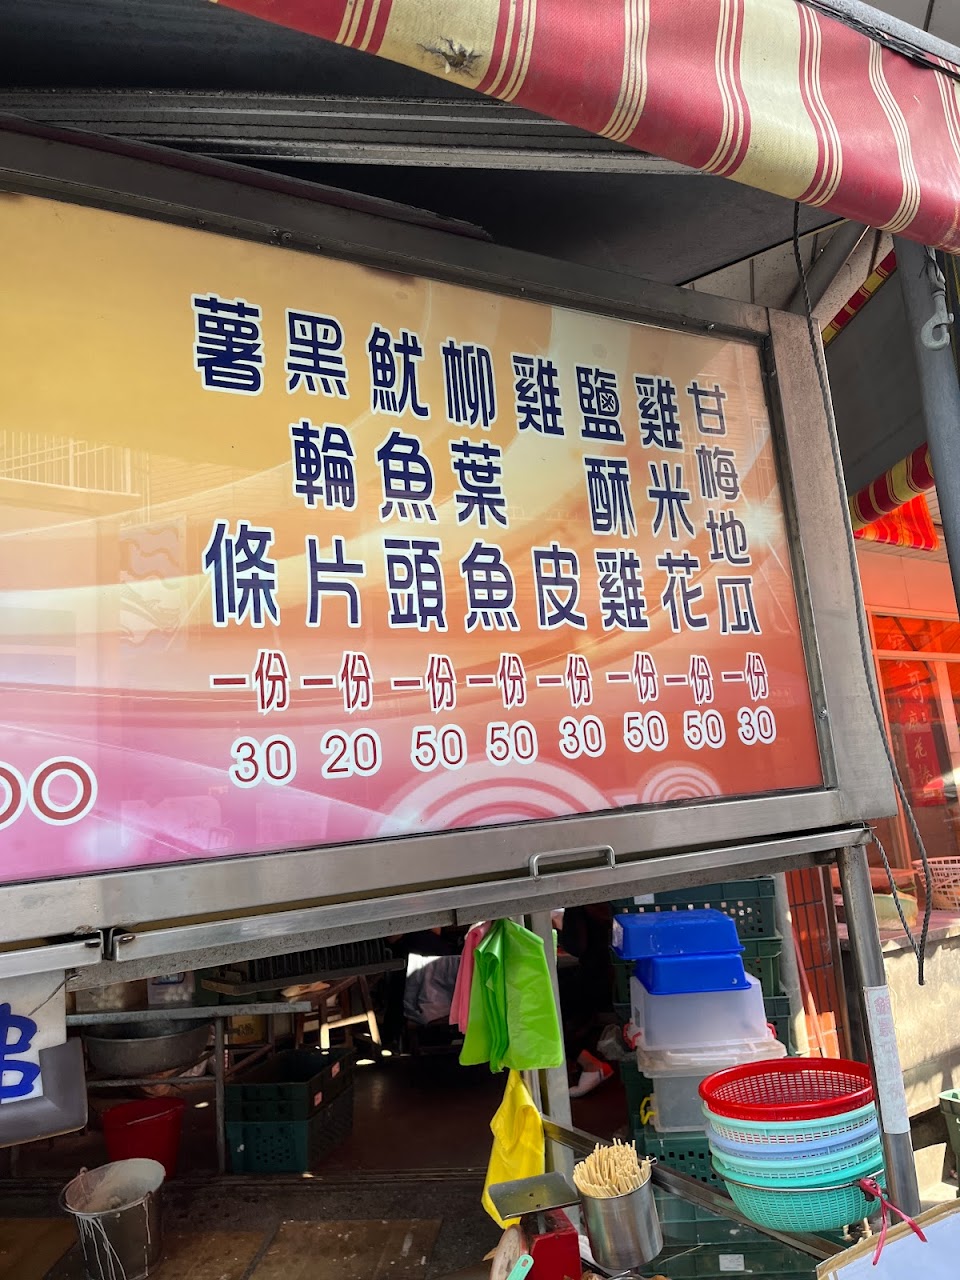 甘梅地瓜 一份 30
雞米花 一份 50
鹽酥雞 一份 50
雞皮 一份 30
柳葉魚 一份 50
魷魚頭 一份 50
黑輪片 一份 20
薯條 一份 30